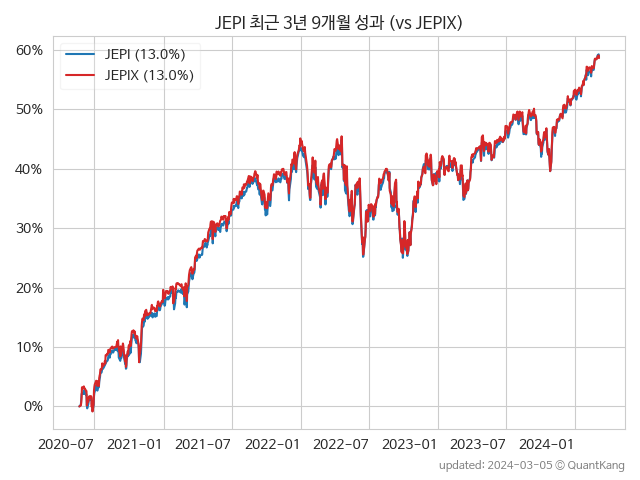 JEPI 최근 3년 9개월 성과 (vs JEPIX)
JEPI (13.0%)
JEPIX (13.0%)
60%
50%
40%
30%
20%
10%
0%
2020-07 2021-01 2021-07 2022-01 2022-07 2023-01 2023-07 2024-01
updated: 2024-03-05 © QuantKang